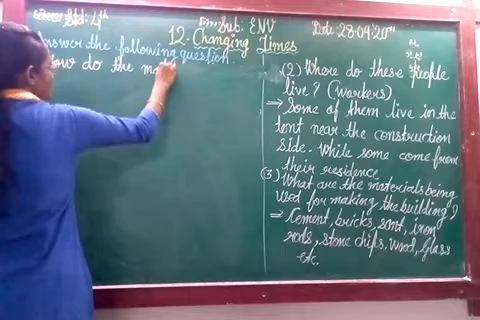 Std: 4th
Sub: ENV
Date 28:09:20
12. Changing Times
Answer the following question
How do the mat
(2) Where do these People
live? (workers)
⇒ Some of them live in the
tent near the construction
side. While some come from
their residence
(3) What are the materials being
used for making the building?
⇒ Cement, bricks, sant, iron
rods, stone chips, wood, glass
etc.